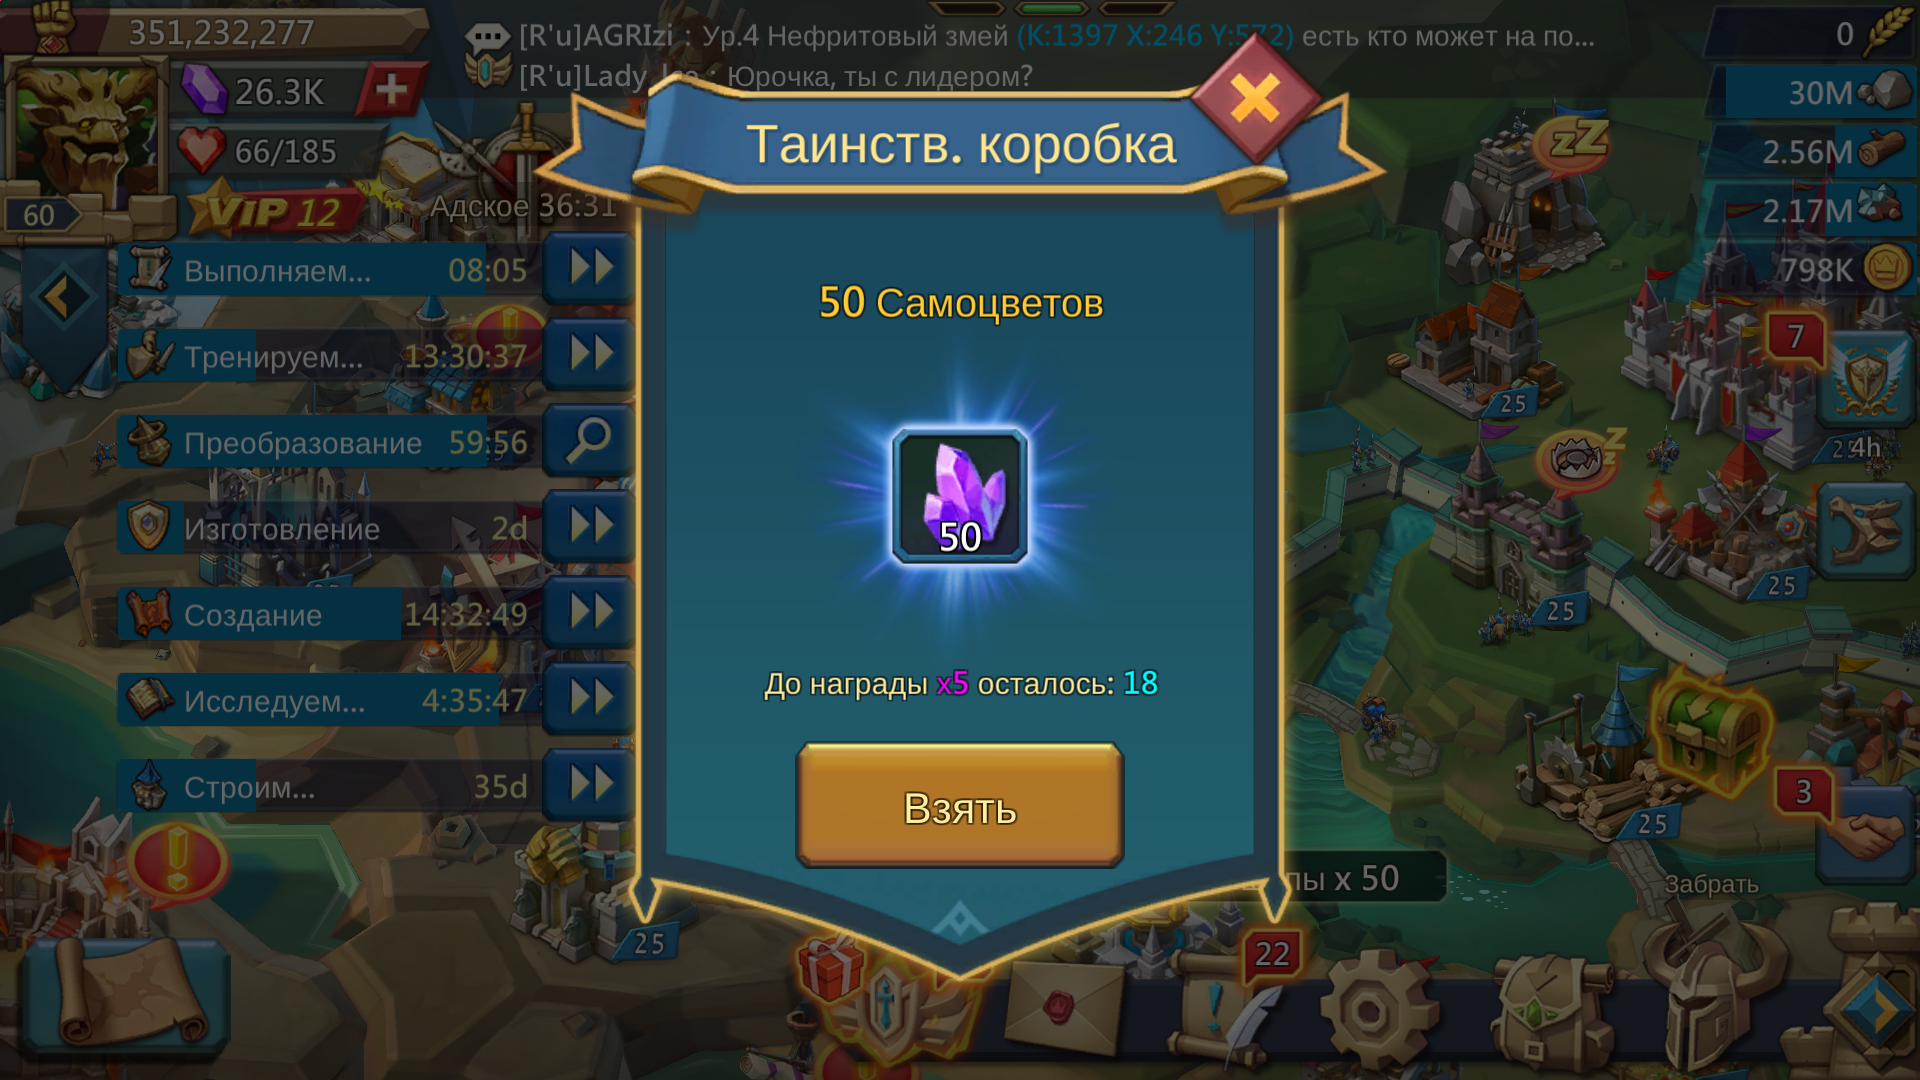 351,232,277
[R'u]AGRIzi : Ур.4 Нефритовый змей (K:1397 X:246 Y:572) есть кто может на по...
[R'u]Lady : Юрочка, ты с лидером?
0
26.3K
30M
66/185
2.56M
60
VIP 12
Адское 36:31
2.17M
798K
Таинств. коробка
zZ
Выполняем... 08:05
Тренируем... 13:30:37
Преобразование 59:56
Изготовление 2d
Создание 14:32:49
Исследуем... 4:35:47
Строим... 35d
50 Самоцветов
50
До награды x5 осталось: 18
Взять
7
25
4h
25
25
25
3
25
x 50
Забрать
25
22